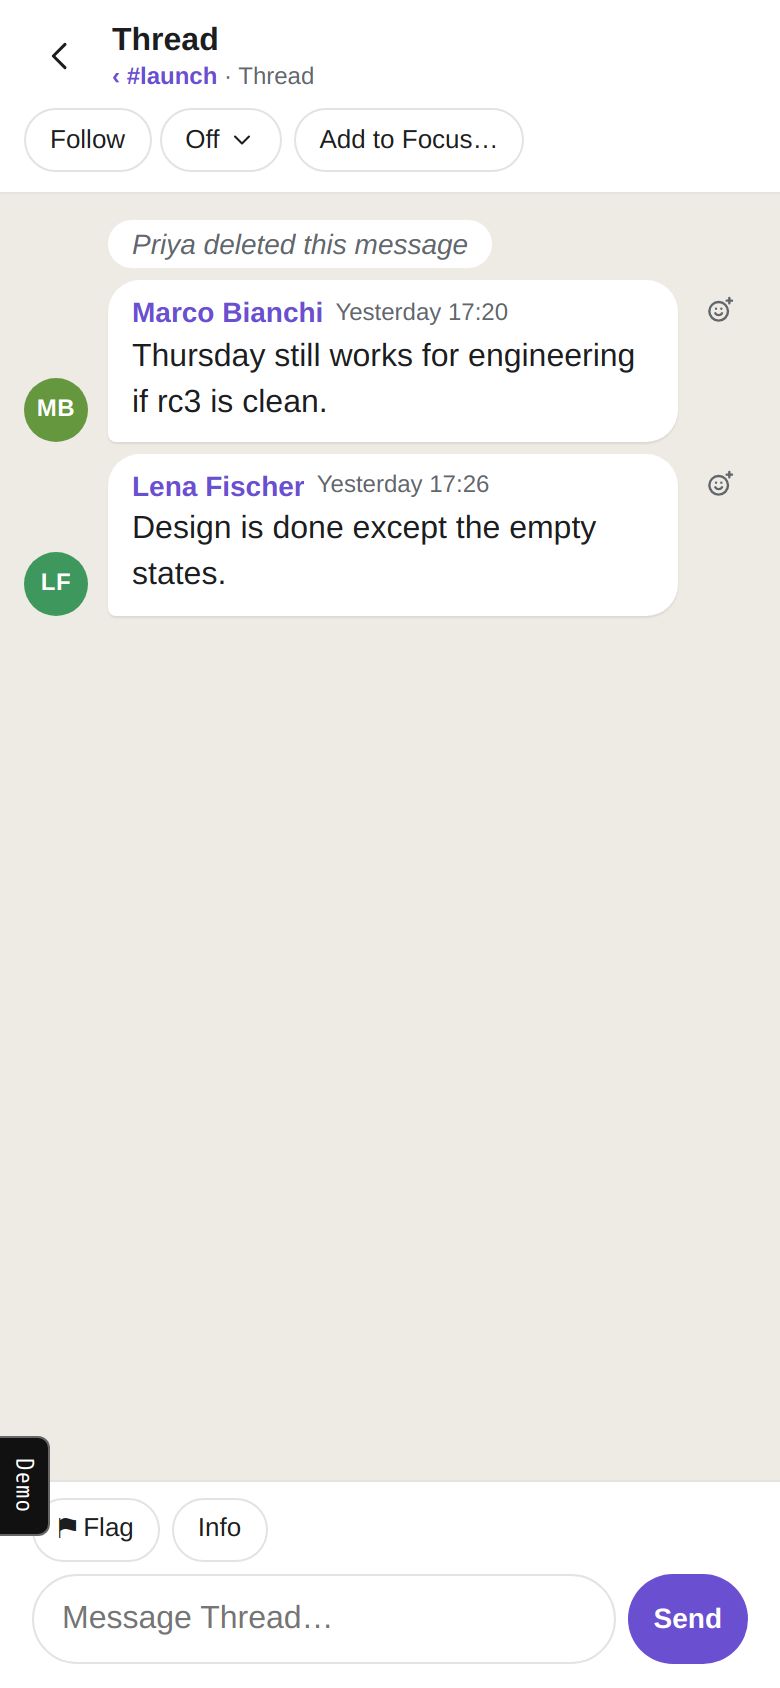 Thread
‹ #launch · Thread
Follow
Off
Add to Focus…
Priya deleted this message
Marco Bianchi Yesterday 17:20
Thursday still works for engineering
if rc3 is clean.
MB
Lena Fischer Yesterday 17:26
Design is done except the empty
states.
LF
Demo
Flag
Info
Message Thread…
Send